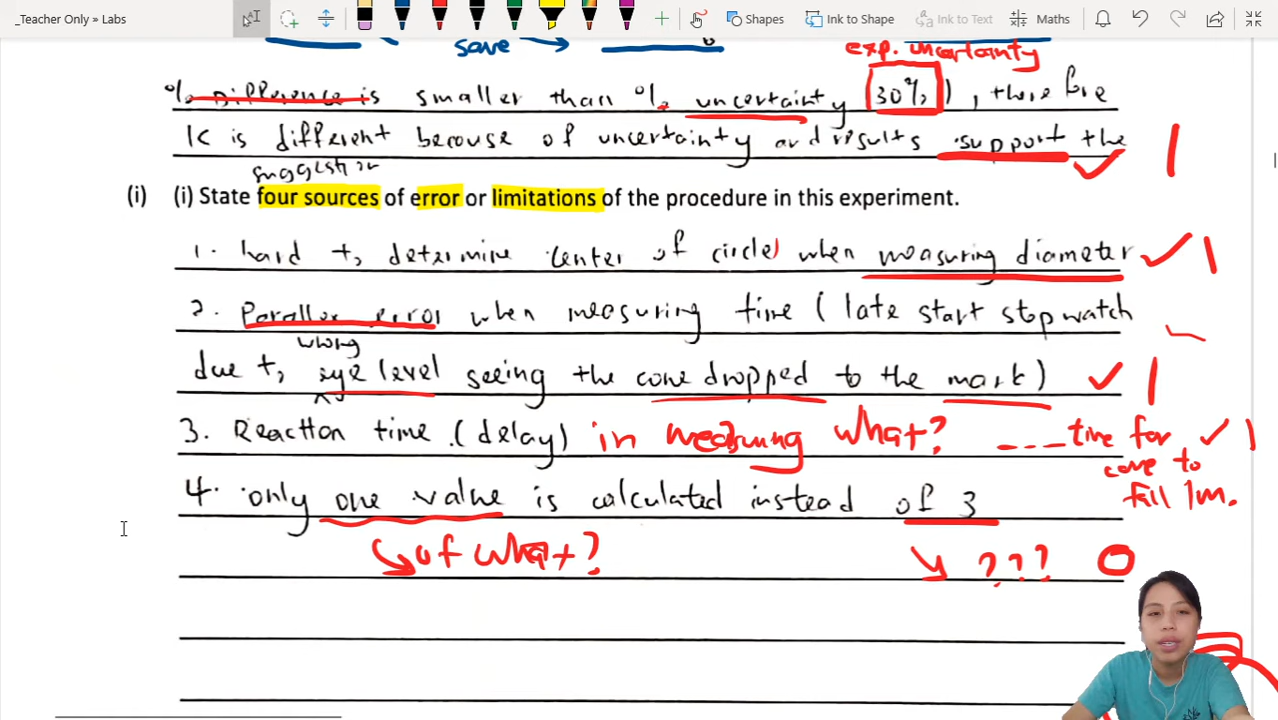 _Teacher Only » Labs
Shapes
Ink to Shape
Ink to Text
Maths
save
exp. uncertainty
% Difference is smaller than % uncertainty (30%), therefore
K is different because of uncertainty and results support the
suggestion
(i) (i) State four sources of error or limitations of the procedure in this experiment.
1. hard to determine center of circle) when measuring diameter ✓ 1
2. Parallax error when measuring time (late start stopwatch
wrong
due to eye level seeing the cone dropped to the mark) ✓ 1
3. Reaction time (delay) in measuring what? ----time for ✓ 1
cone to
fall 1m.
4. only one value is calculated instead of 3
of what? ??? 0